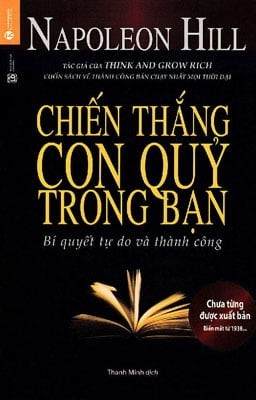 NAPOLEON HILL
TÁC GIẢ CỦA THINK AND GROW RICH
CUỐN SÁCH VỀ THÀNH CÔNG BÁN CHẠY NHẤT MỌI THỜI ĐẠI
CHIẾN THẮNG
CON QUỶ
TRONG BẠN
Bí quyết tự do và thành công
Chưa từng
được xuất bản
Biến mất từ 1938...
Thanh Minh dịch